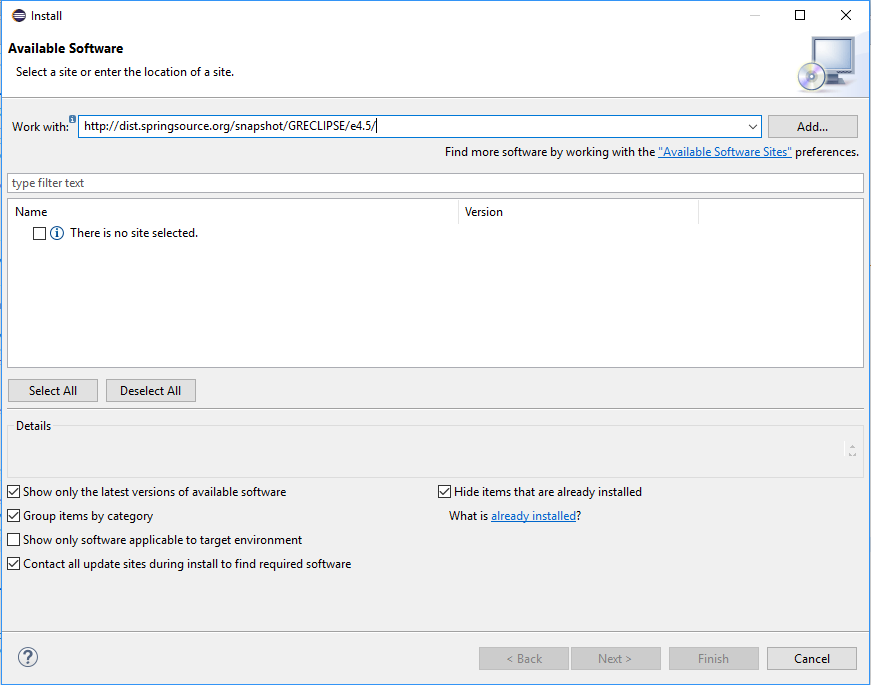 Install
Available Software
Select a site or enter the location of a site.
Work with: http://dist.springsource.org/snapshot/GRECLIPSE/e4.5/ Add...
Find more software by working with the "Available Software Sites" preferences.
type filter text
Name Version
There is no site selected.
Select All Deselect All
Details
Show only the latest versions of available software Hide items that are already installed
Group items by category What is already installed?
Show only software applicable to target environment
Contact all update sites during install to find required software
? < Back Next > Finish Cancel